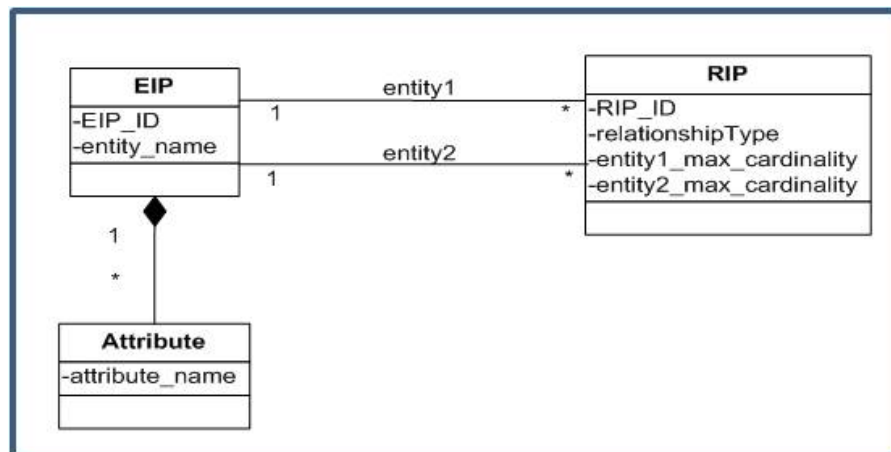 EIP
-EIP_ID
-entity_name
entity1
1
*
entity2
1
*
RIP
-RIP_ID
-relationshipType
-entity1_max_cardinality
-entity2_max_cardinality
1
*
Attribute
-attribute_name